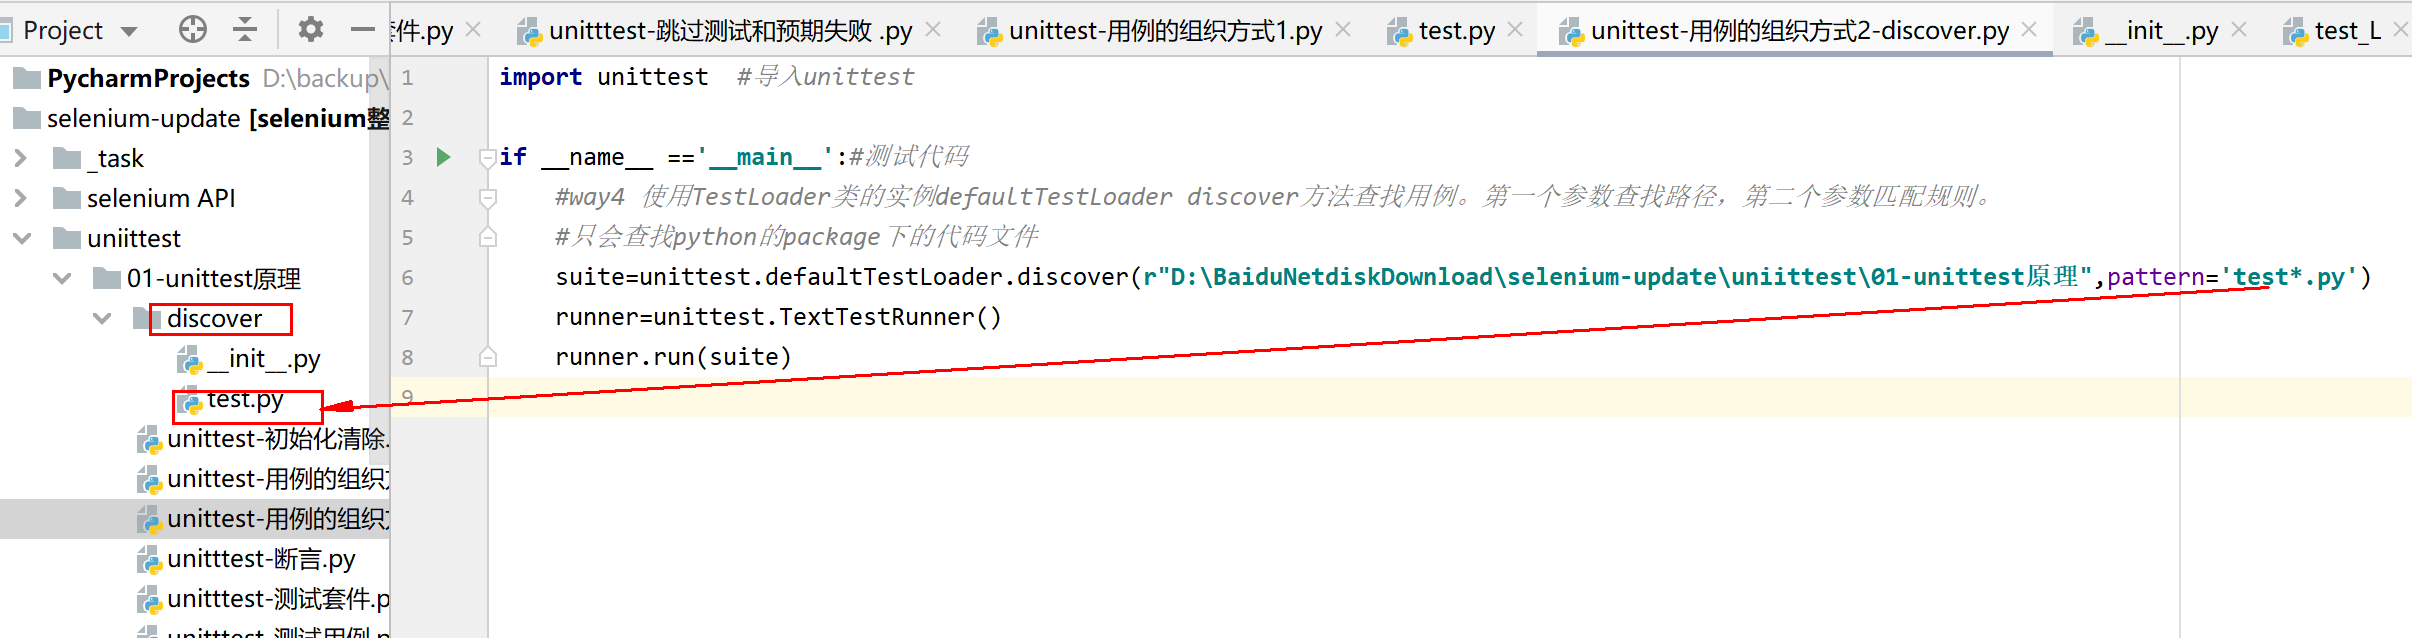 Project
套件.py
unitttest-跳过测试和预期失败 .py
unittest-用例的组织方式1.py
test.py
unittest-用例的组织方式2-discover.py
__init__.py
test_L
PycharmProjects D:\backup\
selenium-update [selenium整
_task
selenium API
uniittest
01-unittest原理
discover
__init__.py
test.py
unittest-初始化清除.
unittest-用例的组织方
unittest-用例的组织方
unitttest-断言.py
unitttest-测试套件.p
unitttest-测试用例.p
1 import unittest  #导入unittest
2
3 if __name__ =='__main__':#测试代码
4 #way4 使用TestLoader类的实例defaultTestLoader discover方法查找用例。第一个参数查找路径，第二个参数匹配规则。
5 #只会查找python的package下的代码文件
6 suite=unittest.defaultTestLoader.discover(r"D:\BaiduNetdiskDownload\selenium-update\uniittest\01-unittest原理",pattern='test*.py')
7 runner=unittest.TextTestRunner()
8 runner.run(suite)
9